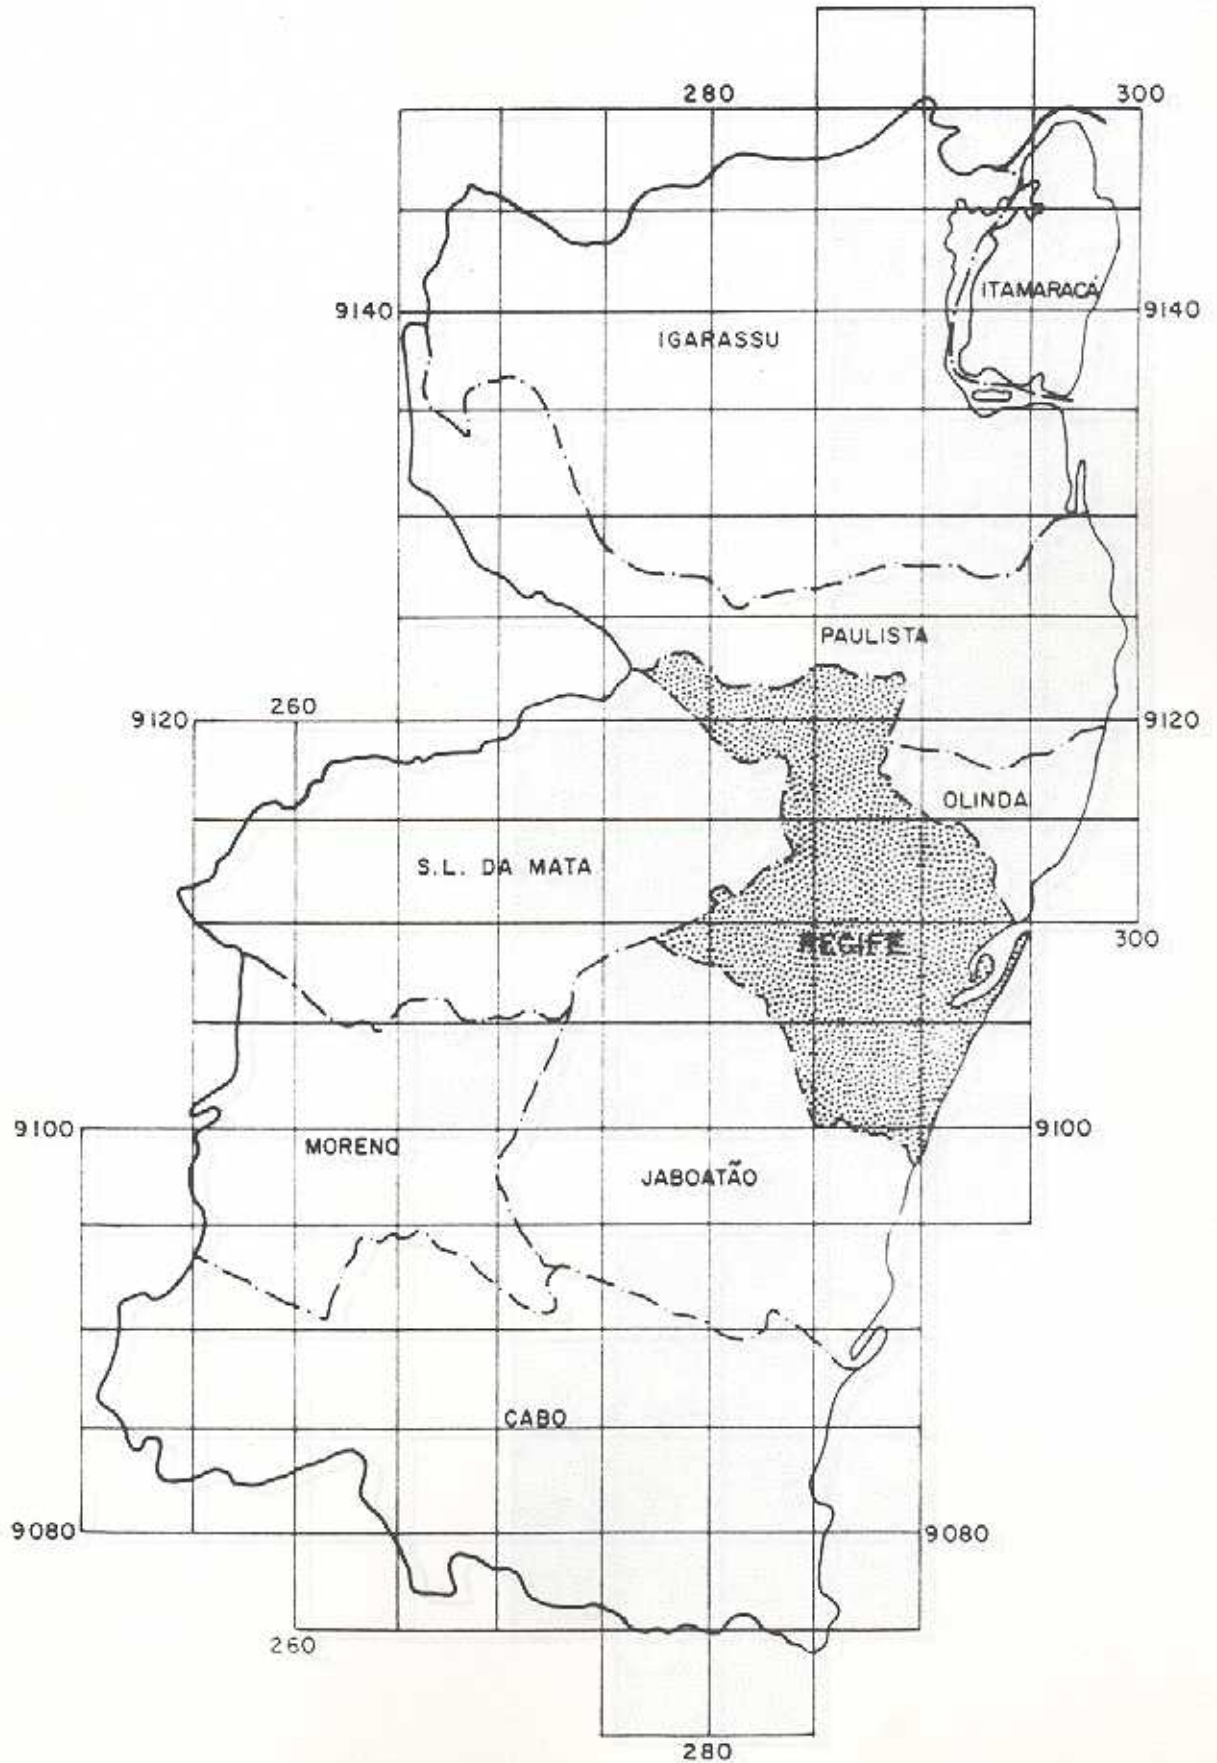 280
300
ITAMARACÁ
9140
9140
IGARASSU
PAULISTA
9120
260
9120
OLINDA
S.L. DA MATA
RECIFE
300
9100
9100
MORENO
JABOATÃO
CABO
9080
9080
260
280